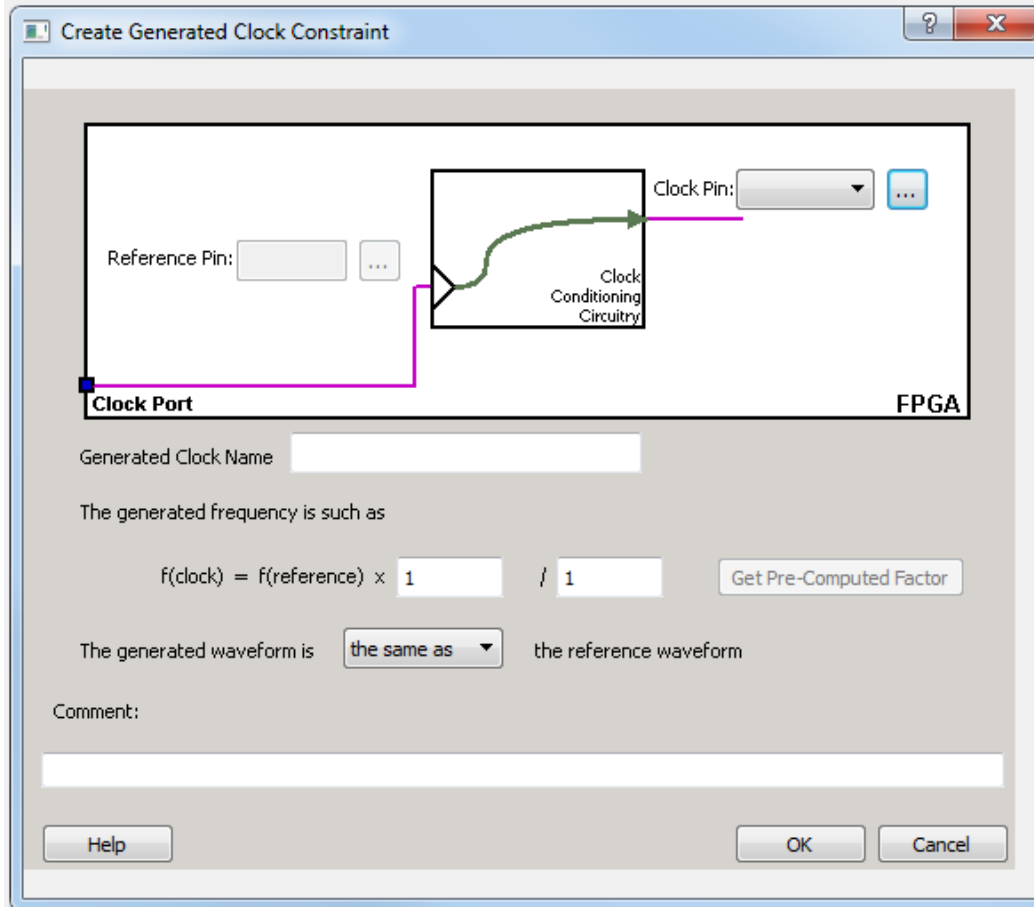 Create Generated Clock Constraint
?
X
Clock Pin:
...
Reference Pin:
...
Clock
Conditioning
Circuitry
Clock Port
FPGA
Generated Clock Name
The generated frequency is such as
f(clock) = f(reference) x 1 / 1 Get Pre-Computed Factor
The generated waveform is the same as the reference waveform
Comment:
Help OK Cancel